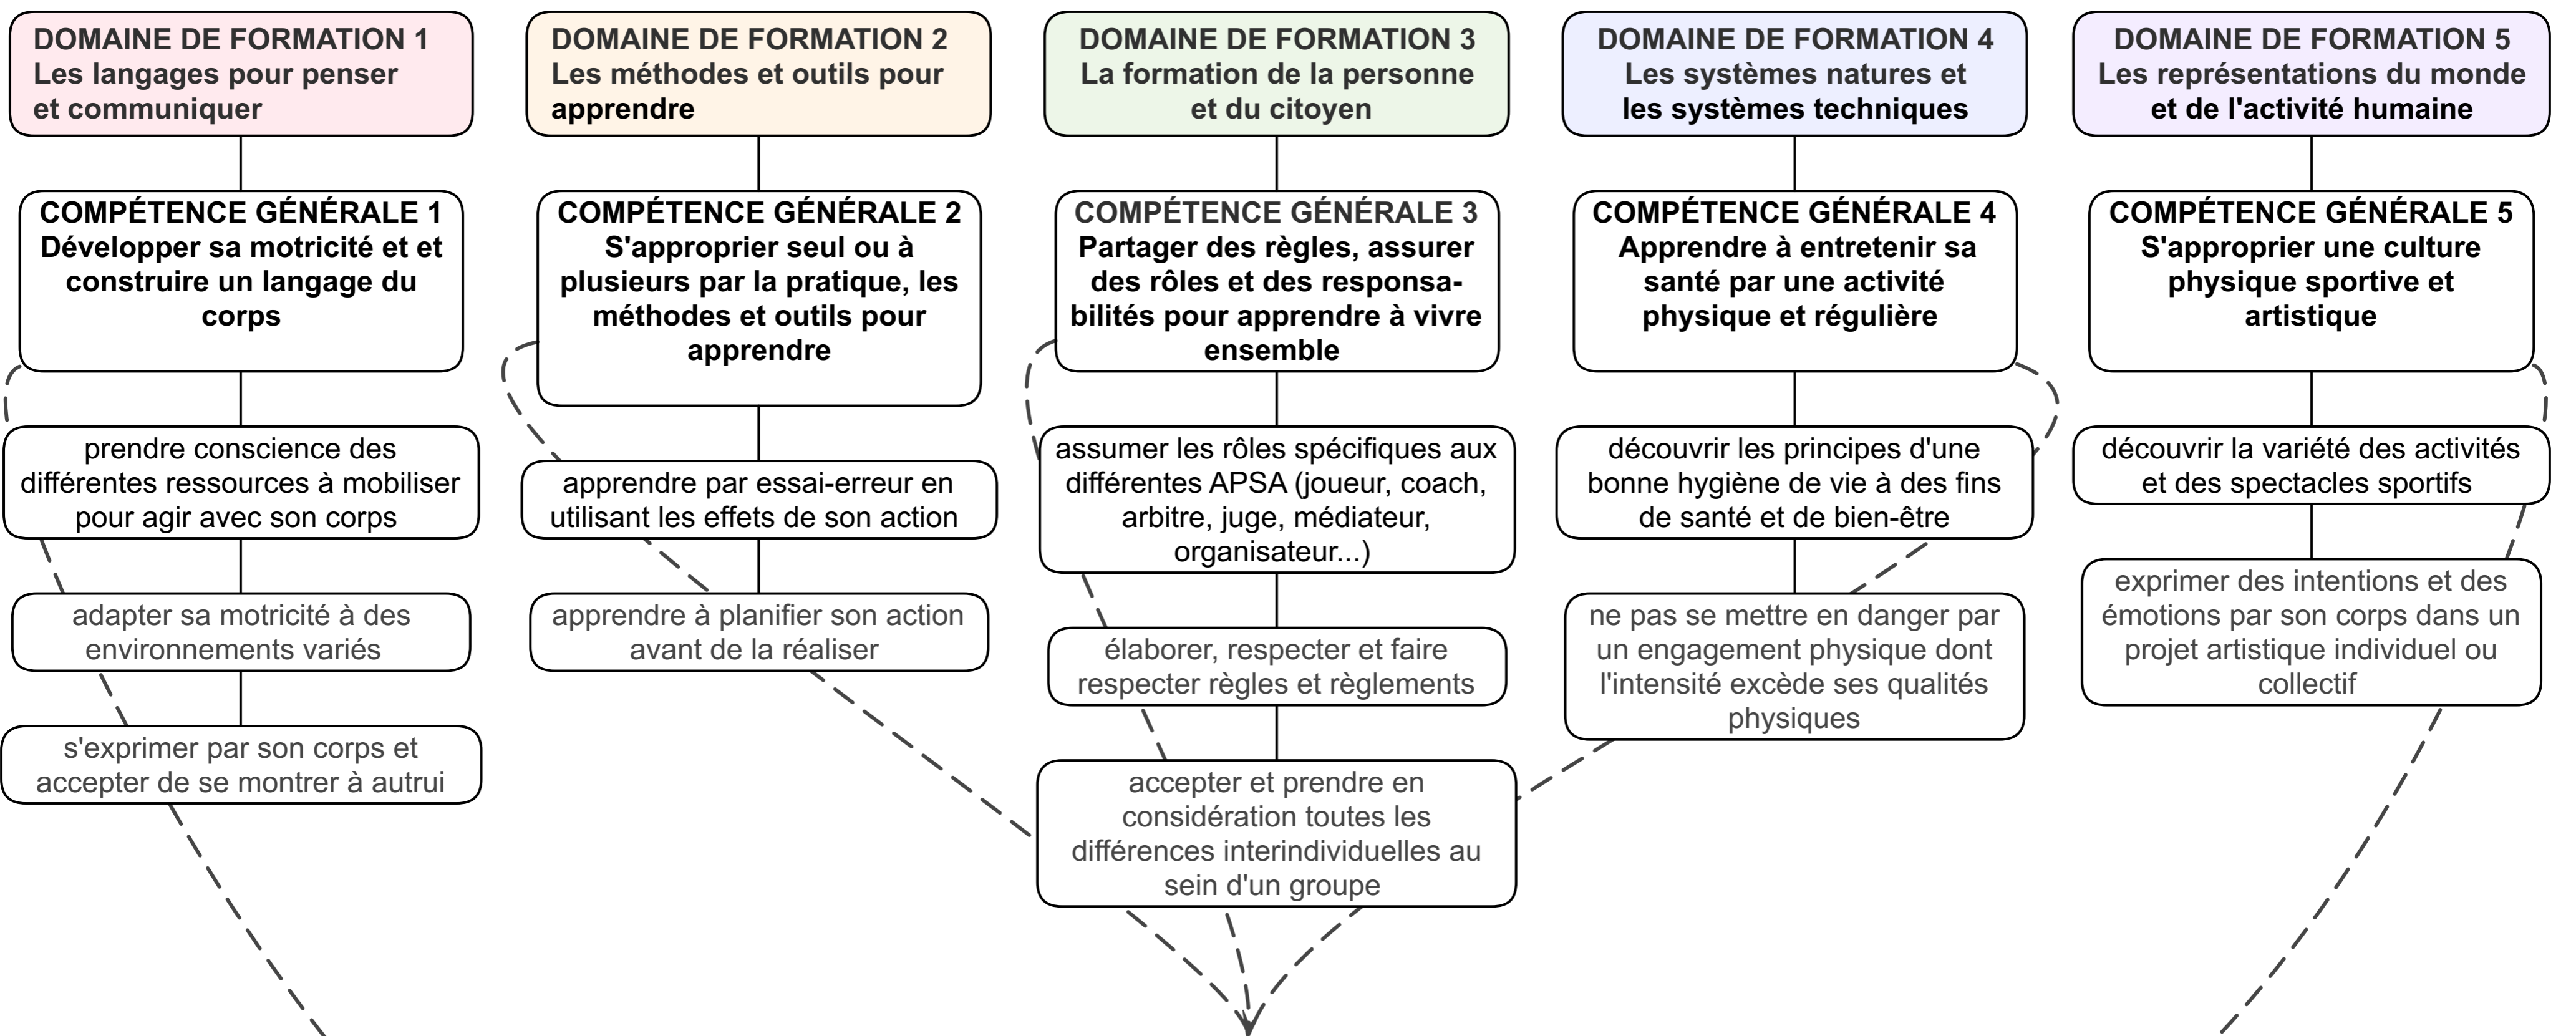 DOMAINE DE FORMATION 1
Les langages pour penser
et communiquer
COMPÉTENCE GÉNÉRALE 1
Développer sa motricité et et
construire un langage du
corps
prendre conscience des
différentes ressources à mobiliser
pour agir avec son corps
adapter sa motricité à des
environnements variés
s'exprimer par son corps et
accepter de se montrer à autrui
DOMAINE DE FORMATION 2
Les méthodes et outils pour
apprendre
COMPÉTENCE GÉNÉRALE 2
S'approprier seul ou à
plusieurs par la pratique, les
méthodes et outils pour
apprendre
apprendre par essai-erreur en
utilisant les effets de son action
apprendre à planifier son action
avant de la réaliser
DOMAINE DE FORMATION 3
La formation de la personne
et du citoyen
COMPÉTENCE GÉNÉRALE 3
Partager des règles, assurer
des rôles et des responsa-
bilités pour apprendre à vivre
ensemble
assumer les rôles spécifiques aux
différentes APSA (joueur, coach,
arbitre, juge, médiateur,
organisateur...)
élaborer, respecter et faire
respecter règles et règlements
accepter et prendre en
considération toutes les
différences interindividuelles au
sein d'un groupe
DOMAINE DE FORMATION 4
Les systèmes natures et
les systèmes techniques
COMPÉTENCE GÉNÉRALE 4
Apprendre à entretenir sa
santé par une activité
physique et régulière
découvrir les principes d'une
bonne hygiène de vie à des fins
de santé et de bien-être
ne pas se mettre en danger par
un engagement physique dont
l'intensité excède ses qualités
physiques
DOMAINE DE FORMATION 5
Les représentations du monde
et de l'activité humaine
COMPÉTENCE GÉNÉRALE 5
S'approprier une culture
physique sportive et
artistique
découvrir la variété des activités
et des spectacles sportifs
exprimer des intentions et des
émotions par son corps dans un
projet artistique individuel ou
collectif